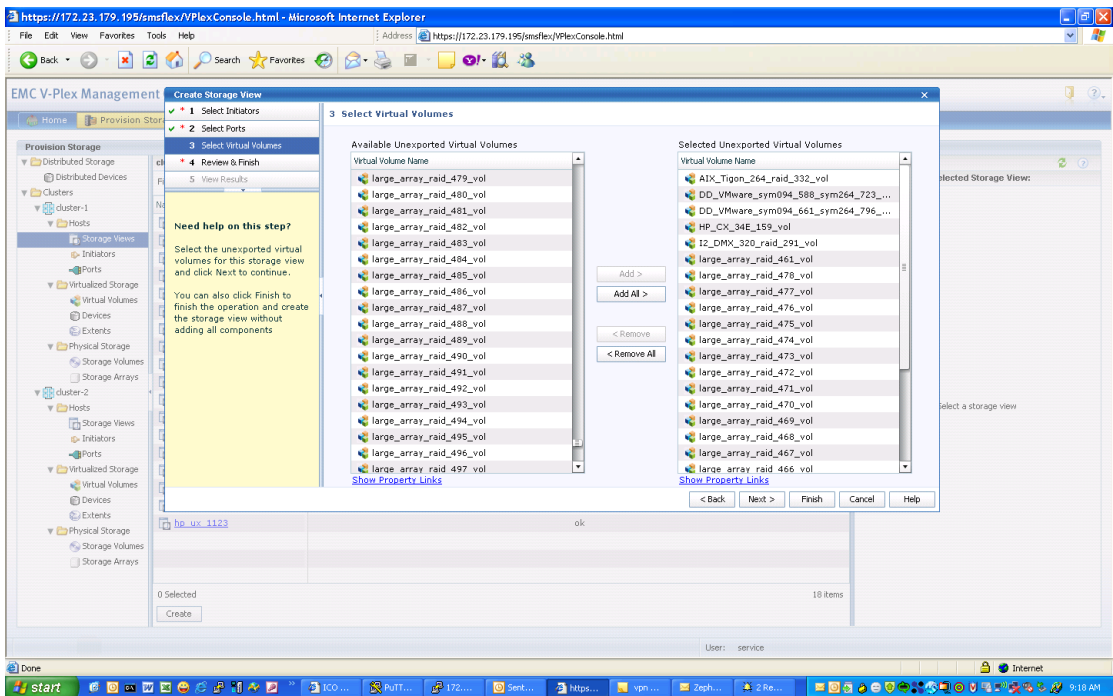 https://172.23.179.195/smsflex/VPlexConsole.html - Microsoft Internet Explorer
File Edit View Favorites Tools Help
Address https://172.23.179.195/smsflex/VPlexConsole.html
Back Search Favorites
EMC V-Plex Management
Home Provision Stor
Create Storage View
* 1 Select Initiators
* 2 Select Ports
3 Select Virtual Volumes
* 4 Review & Finish
5 View Results
Need help on this step?
Select the unexported virtual
volumes for this storage view
and click Next to continue.
You can also click Finish to
finish the operation and create
the storage view without
adding all components
3 Select Virtual Volumes
Available Unexported Virtual Volumes
Virtual Volume Name
large_array_raid_479_vol
large_array_raid_480_vol
large_array_raid_481_vol
large_array_raid_482_vol
large_array_raid_483_vol
large_array_raid_484_vol
large_array_raid_485_vol
large_array_raid_486_vol
large_array_raid_487_vol
large_array_raid_488_vol
large_array_raid_489_vol
large_array_raid_490_vol
large_array_raid_491_vol
large_array_raid_492_vol
large_array_raid_493_vol
large_array_raid_494_vol
large_array_raid_495_vol
large_array_raid_496_vol
large_array_raid_497_vol
Show Property Links
Add >
Add All >
< Remove
< Remove All
Selected Unexported Virtual Volumes
Virtual Volume Name
AIX_Tigon_264_raid_332_vol
DD_VMware_sym094_588_sym264_723_...
DD_VMware_sym094_661_sym264_796_...
HP_CX_34E_159_vol
I2_DMX_320_raid_291_vol
large_array_raid_461_vol
large_array_raid_478_vol
large_array_raid_477_vol
large_array_raid_476_vol
large_array_raid_475_vol
large_array_raid_474_vol
large_array_raid_473_vol
large_array_raid_472_vol
large_array_raid_471_vol
large_array_raid_470_vol
large_array_raid_469_vol
large_array_raid_468_vol
large_array_raid_467_vol
large_array_raid_466_vol
Show Property Links
< Back Next > Finish Cancel Help
Provision Storage
Distributed Storage
Distributed Devices
Clusters
cluster-1
Hosts
Storage Views
Initiators
Ports
Virtualized Storage
Virtual Volumes
Devices
Extents
Physical Storage
Storage Volumes
Storage Arrays
cluster-2
Hosts
Storage Views
Initiators
Ports
Virtualized Storage
Virtual Volumes
Devices
Extents
Physical Storage
Storage Volumes
Storage Arrays
hp_ux_1123 ok
0 Selected 18 items
Create
elected Storage View:
Select a storage view
User: service
Done Internet
start ICO ... PuTT... 172.... Sent... https... vpn ... Zeph... 2 Re... 9:18 AM